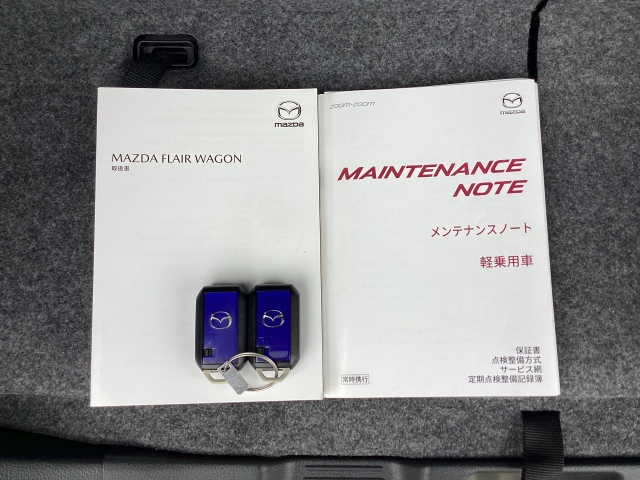 mazda
MAZDA FLAIR WAGON
取扱書
zoom-zoom
mazda
MAINTENANCE
NOTE
メンテナンスノート
軽乗用車
保証書
点検整備方式
サービス網
定期点検整備記録簿
常時携行